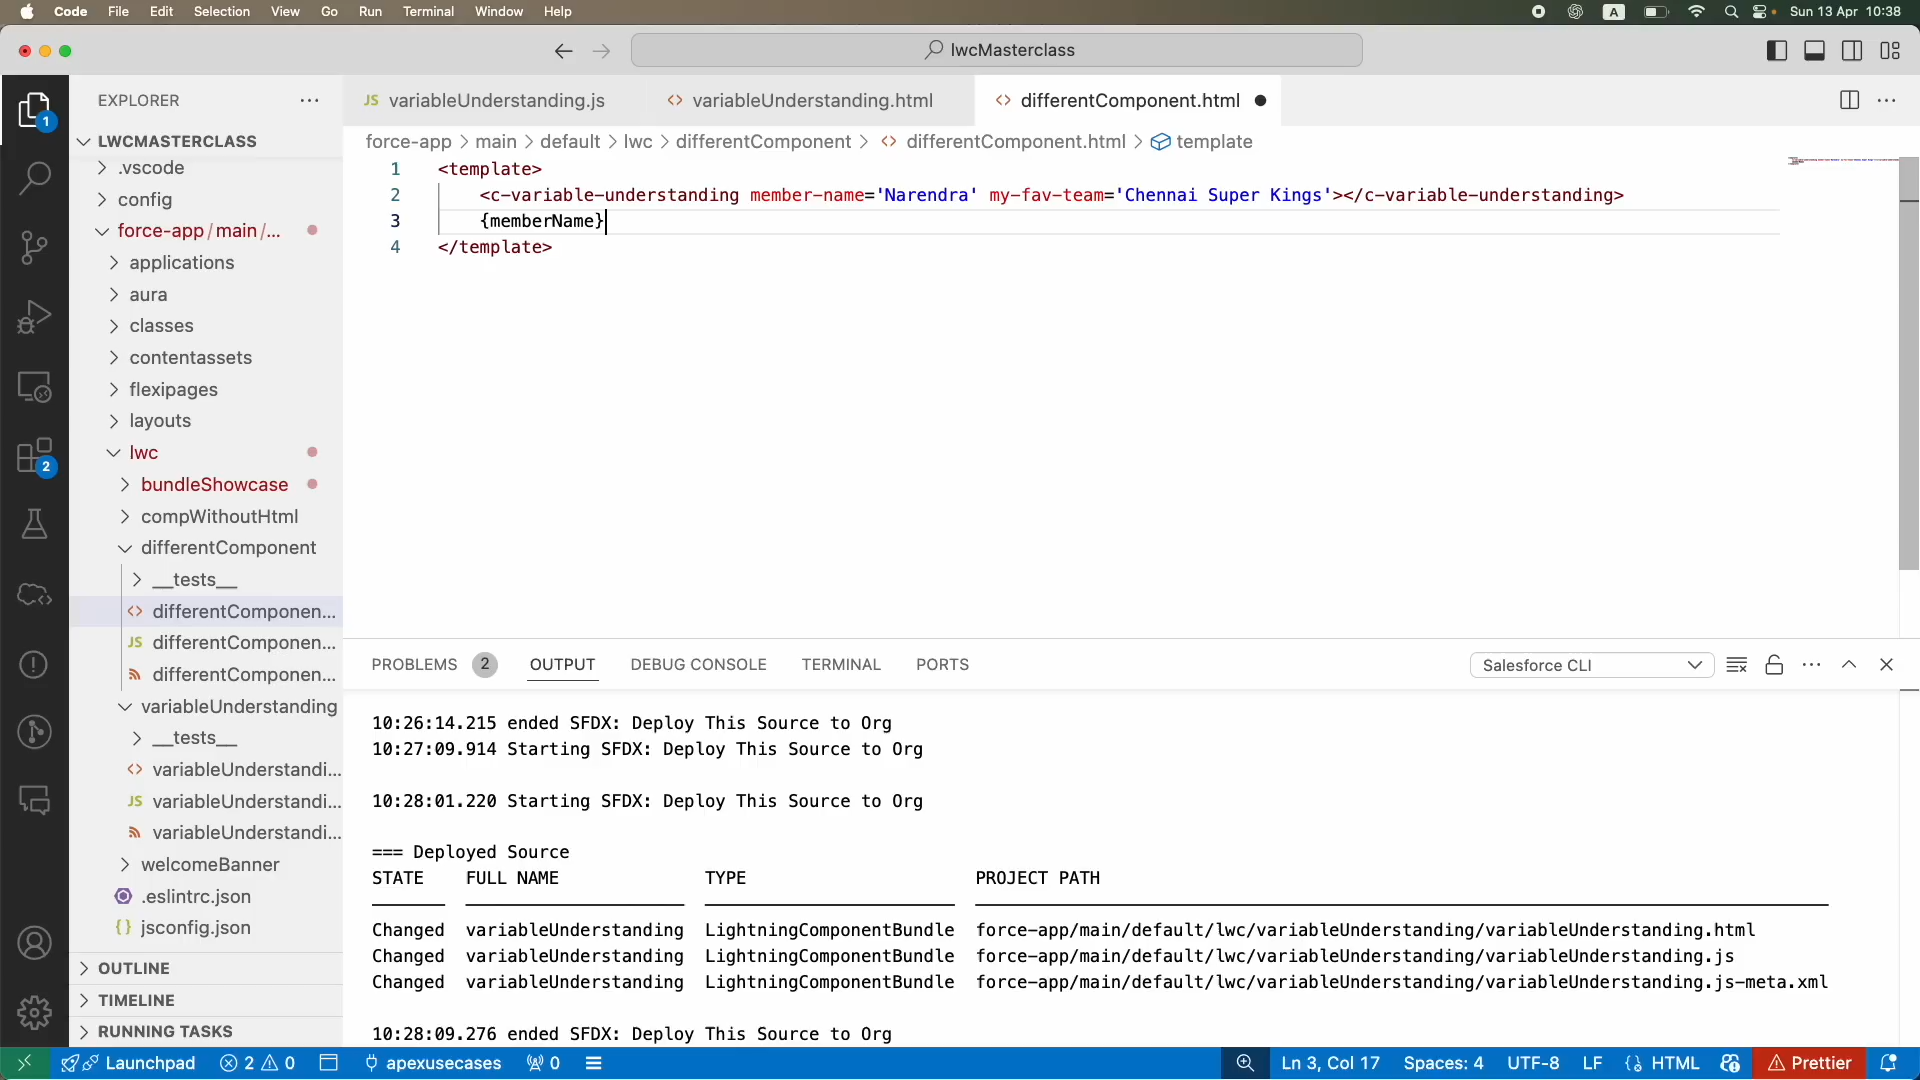 Code File Edit Selection View Go Run Terminal Window Help A Sun 13 Apr 10:38
lwcMasterclass
EXPLORER
LWCMASTERCLASS
.vscode
config
force-app/main/...
applications
aura
classes
contentassets
flexipages
layouts
lwc
bundleShowcase
compWithoutHtml
differentComponent
__tests__
differentComponen...
JS differentComponen...
differentComponen...
variableUnderstanding
__tests__
variableUnderstandi...
JS variableUnderstandi...
variableUnderstandi...
welcomeBanner
.eslintrc.json
{} jsconfig.json
OUTLINE
TIMELINE
RUNNING TASKS
1
2
JS variableUnderstanding.js <> variableUnderstanding.html <> differentComponent.html
force-app > main > default > lwc > differentComponent > <> differentComponent.html > template
1 <template>
2 <c-variable-understanding member-name='Narendra' my-fav-team='Chennai Super Kings'></c-variable-understanding>
3 {memberName}
4 </template>
PROBLEMS 2 OUTPUT DEBUG CONSOLE TERMINAL PORTS Salesforce CLI
10:26:14.215 ended SFDX: Deploy This Source to Org
10:27:09.914 Starting SFDX: Deploy This Source to Org
10:28:01.220 Starting SFDX: Deploy This Source to Org
=== Deployed Source
STATE FULL NAME TYPE PROJECT PATH
Changed variableUnderstanding LightningComponentBundle force-app/main/default/lwc/variableUnderstanding/variableUnderstanding.html
Changed variableUnderstanding LightningComponentBundle force-app/main/default/lwc/variableUnderstanding/variableUnderstanding.js
Changed variableUnderstanding LightningComponentBundle force-app/main/default/lwc/variableUnderstanding/variableUnderstanding.js-meta.xml
10:28:09.276 ended SFDX: Deploy This Source to Org
Launchpad 2 0 apexusecases 0 Ln 3, Col 17 Spaces: 4 UTF-8 LF {} HTML Prettier